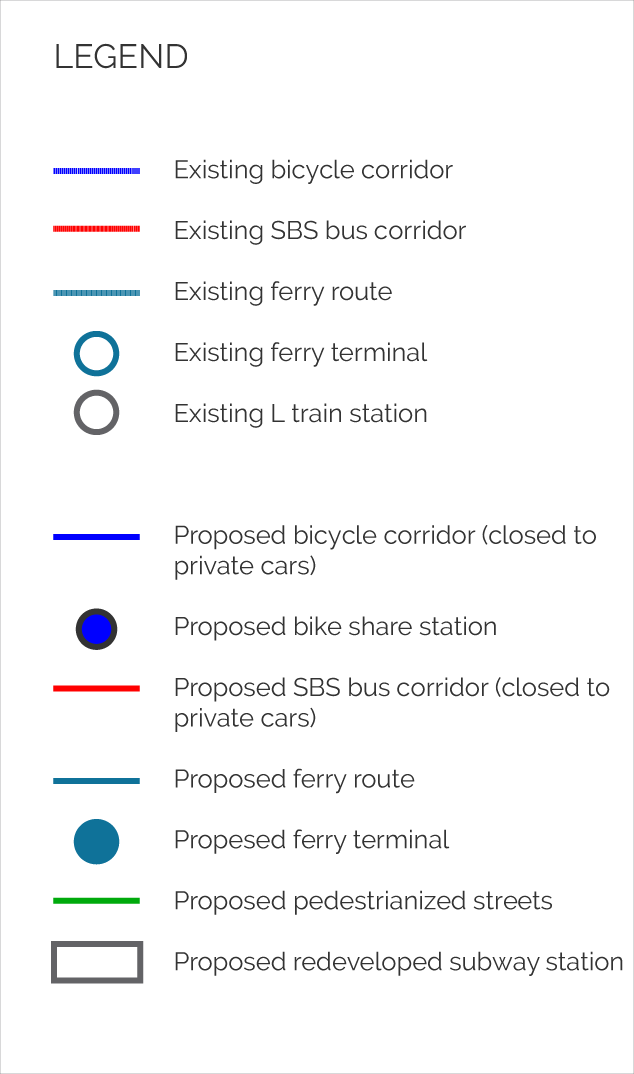 LEGEND
Existing bicycle corridor
Existing SBS bus corridor
Existing ferry route
Existing ferry terminal
Existing L train station
Proposed bicycle corridor (closed to
private cars)
Proposed bike share station
Proposed SBS bus corridor (closed to
private cars)
Proposed ferry route
Propesed ferry terminal
Proposed pedestrianized streets
Proposed redeveloped subway station